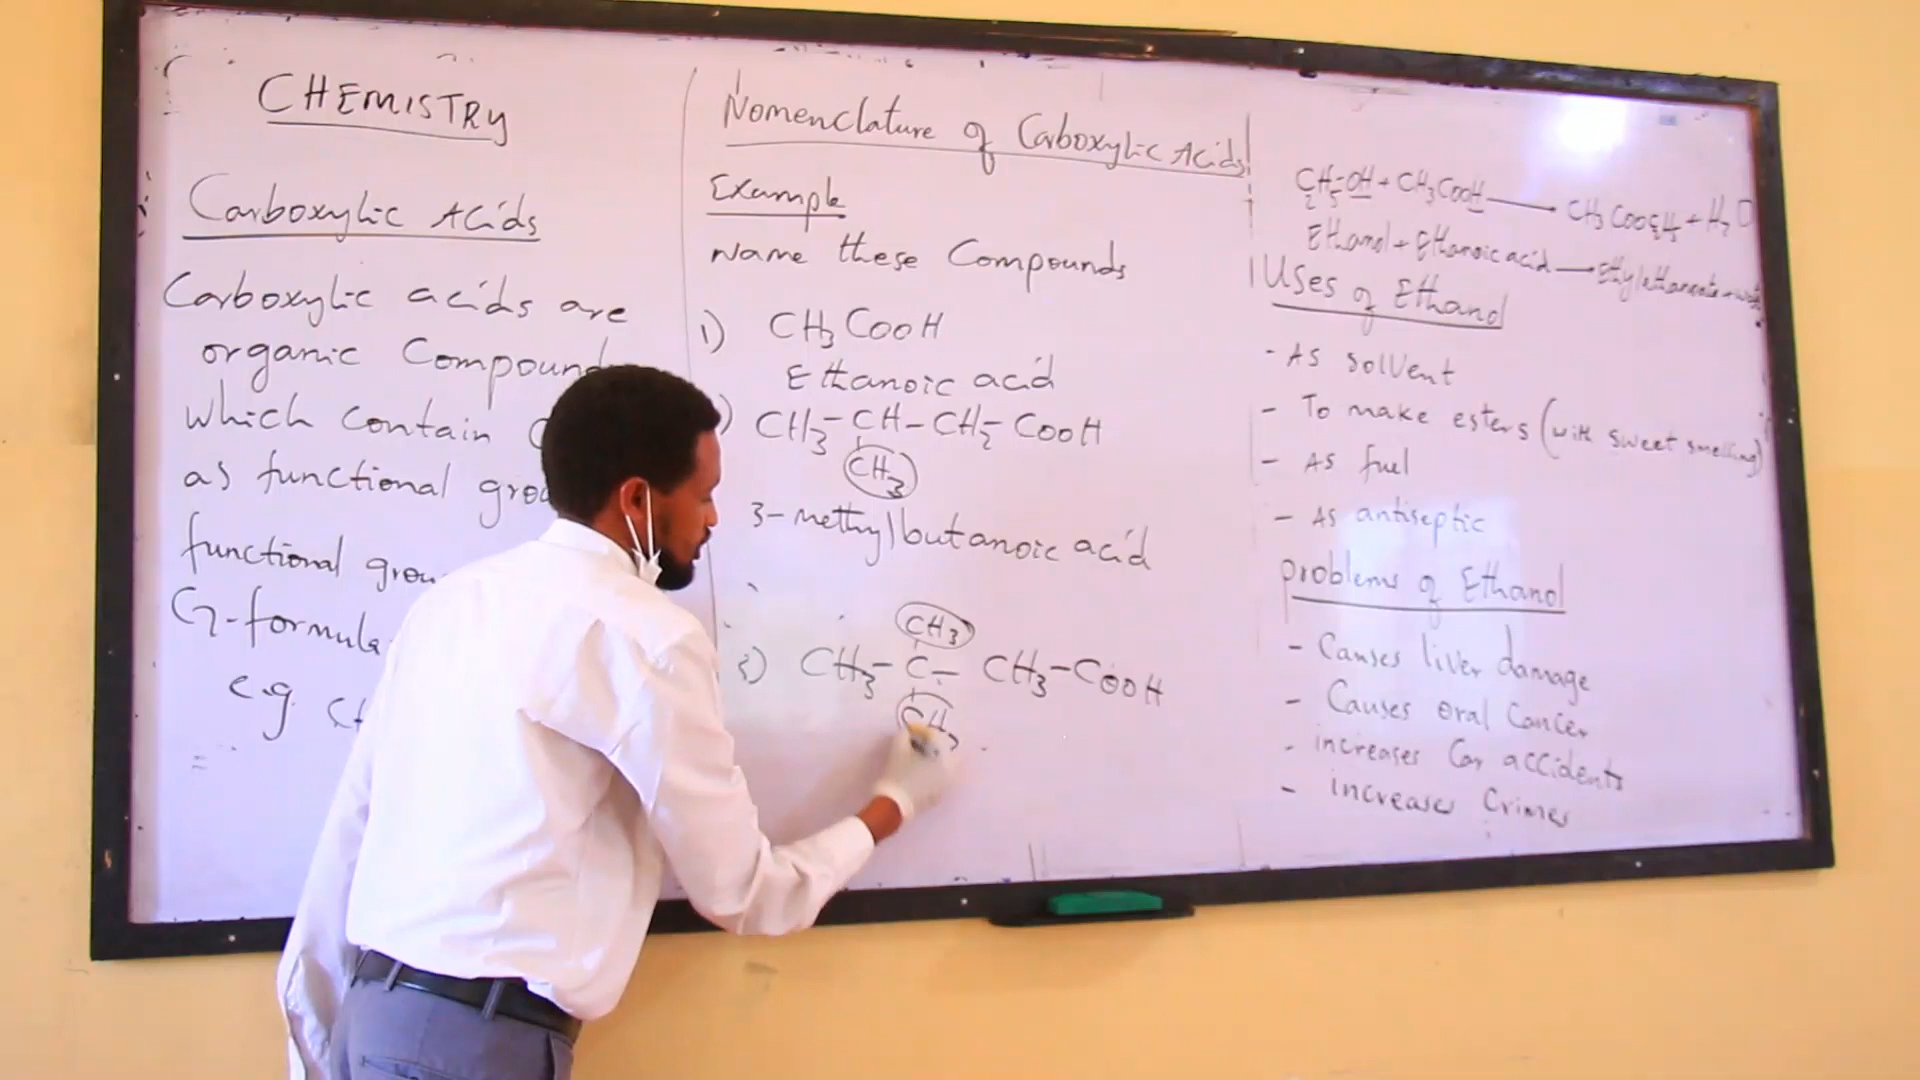 CHEMISTRY
Carboxylic Acids
Carboxylic acids are
organic Compound
which contain
as functional
functional
G-formula
e.g
Nomenclature of Carboxylic Acids
Example
Name these Compounds
1) CH3COOH
Ethanoic acid
) CH3-CH-CH2-COOH
CH3
3-methylbutanoic acid
CH3
3) CH3-C- CH3-COOH
CH3
C2H5-OH + CH3COOH → CH3COOC2H5 + H2O
Ethanol + Ethanoic acid → Ethylethanoate + water
Uses of Ethanol
- As solvent
- To make esters (with sweet smelling)
- As fuel
- As antiseptic
problems of Ethanol
- Causes liver damage
- Causes oral Cancer
- increases Car accidents
- increases Crimes